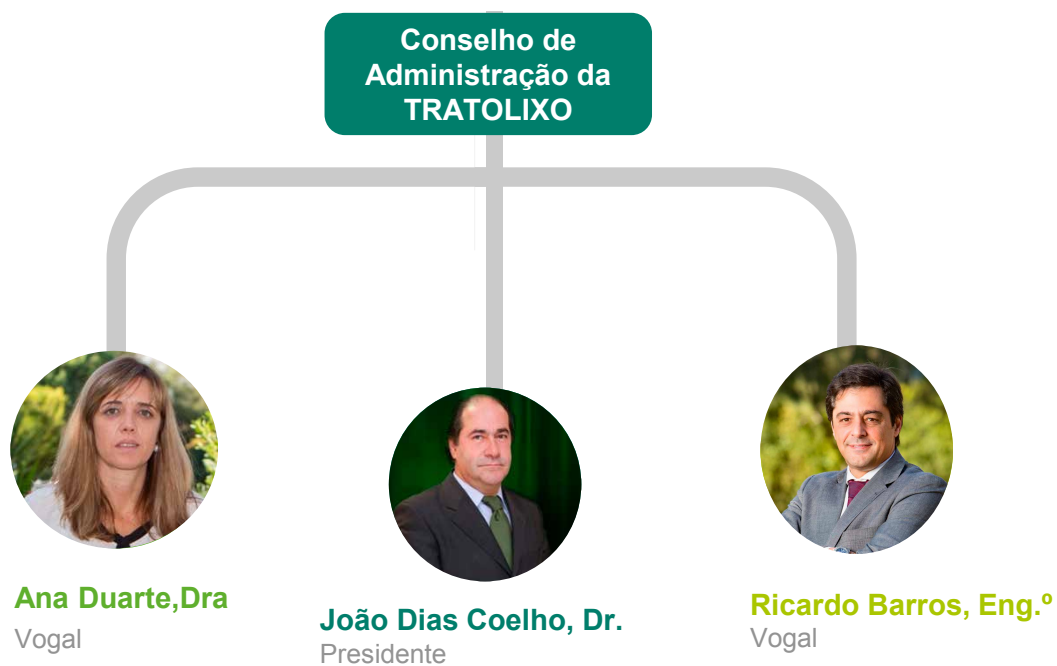 Conselho de
Administração da
TRATOLIXO
Ana Duarte,Dra
Vogal
João Dias Coelho, Dr.
Presidente
Ricardo Barros, Eng.º
Vogal